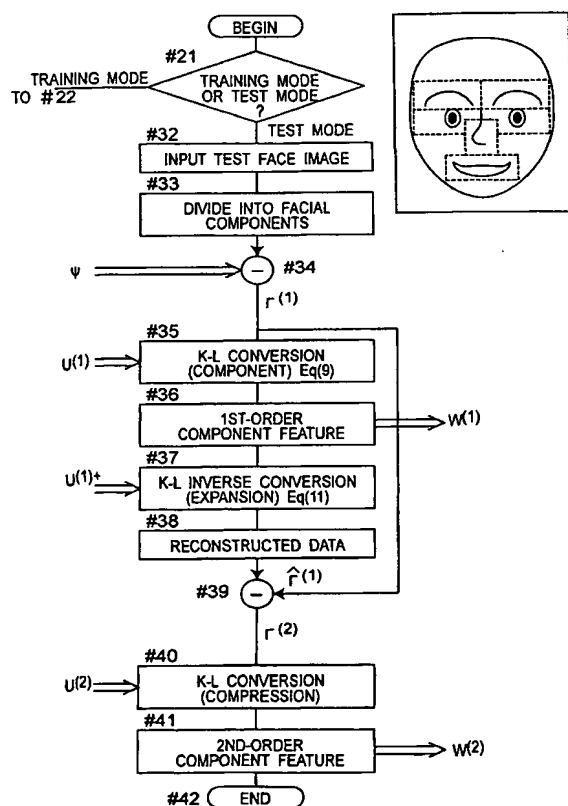 BEGIN
#21
TRAINING MODE
TO #22
TRAINING MODE
OR TEST MODE
?
TEST MODE
#32
INPUT TEST FACE IMAGE
#33
DIVIDE INTO FACIAL
COMPONENTS
Ψ
−
#34
Γ(1)
#35
U(1)
K-L CONVERSION
(COMPONENT) Eq(9)
#36
1ST-ORDER
COMPONENT FEATURE
W(1)
#37
U(1)+
K-L INVERSE CONVERSION
(EXPANSION) Eq(11)
#38
RECONSTRUCTED DATA
Γ̂(1)
#39
−
Γ(2)
#40
U(2)
K-L CONVERSION
(COMPRESSION)
#41
2ND-ORDER
COMPONENT FEATURE
W(2)
#42
END